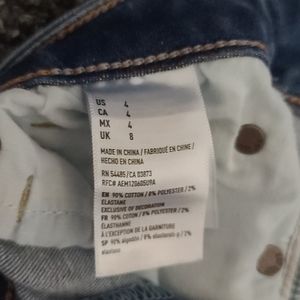 US 4
CA 4
MX 4
UK 8
MADE IN CHINA / FABRIQUÉ EN CHINE /
HECHO EN CHINA
RN 54485/CA 03873
RFC# AEM12060509A
EN 90% COTTON / 8% POLYESTER / 2%
ELASTANE
EXCLUSIVE OF DECORATION
FR 90% COTON / 8% POLYESTER / 2%
ÉLASTHANNE
À L'EXCEPTION DE LA GARNITURE
SP 90% algodón / 8% / 2%
elastano